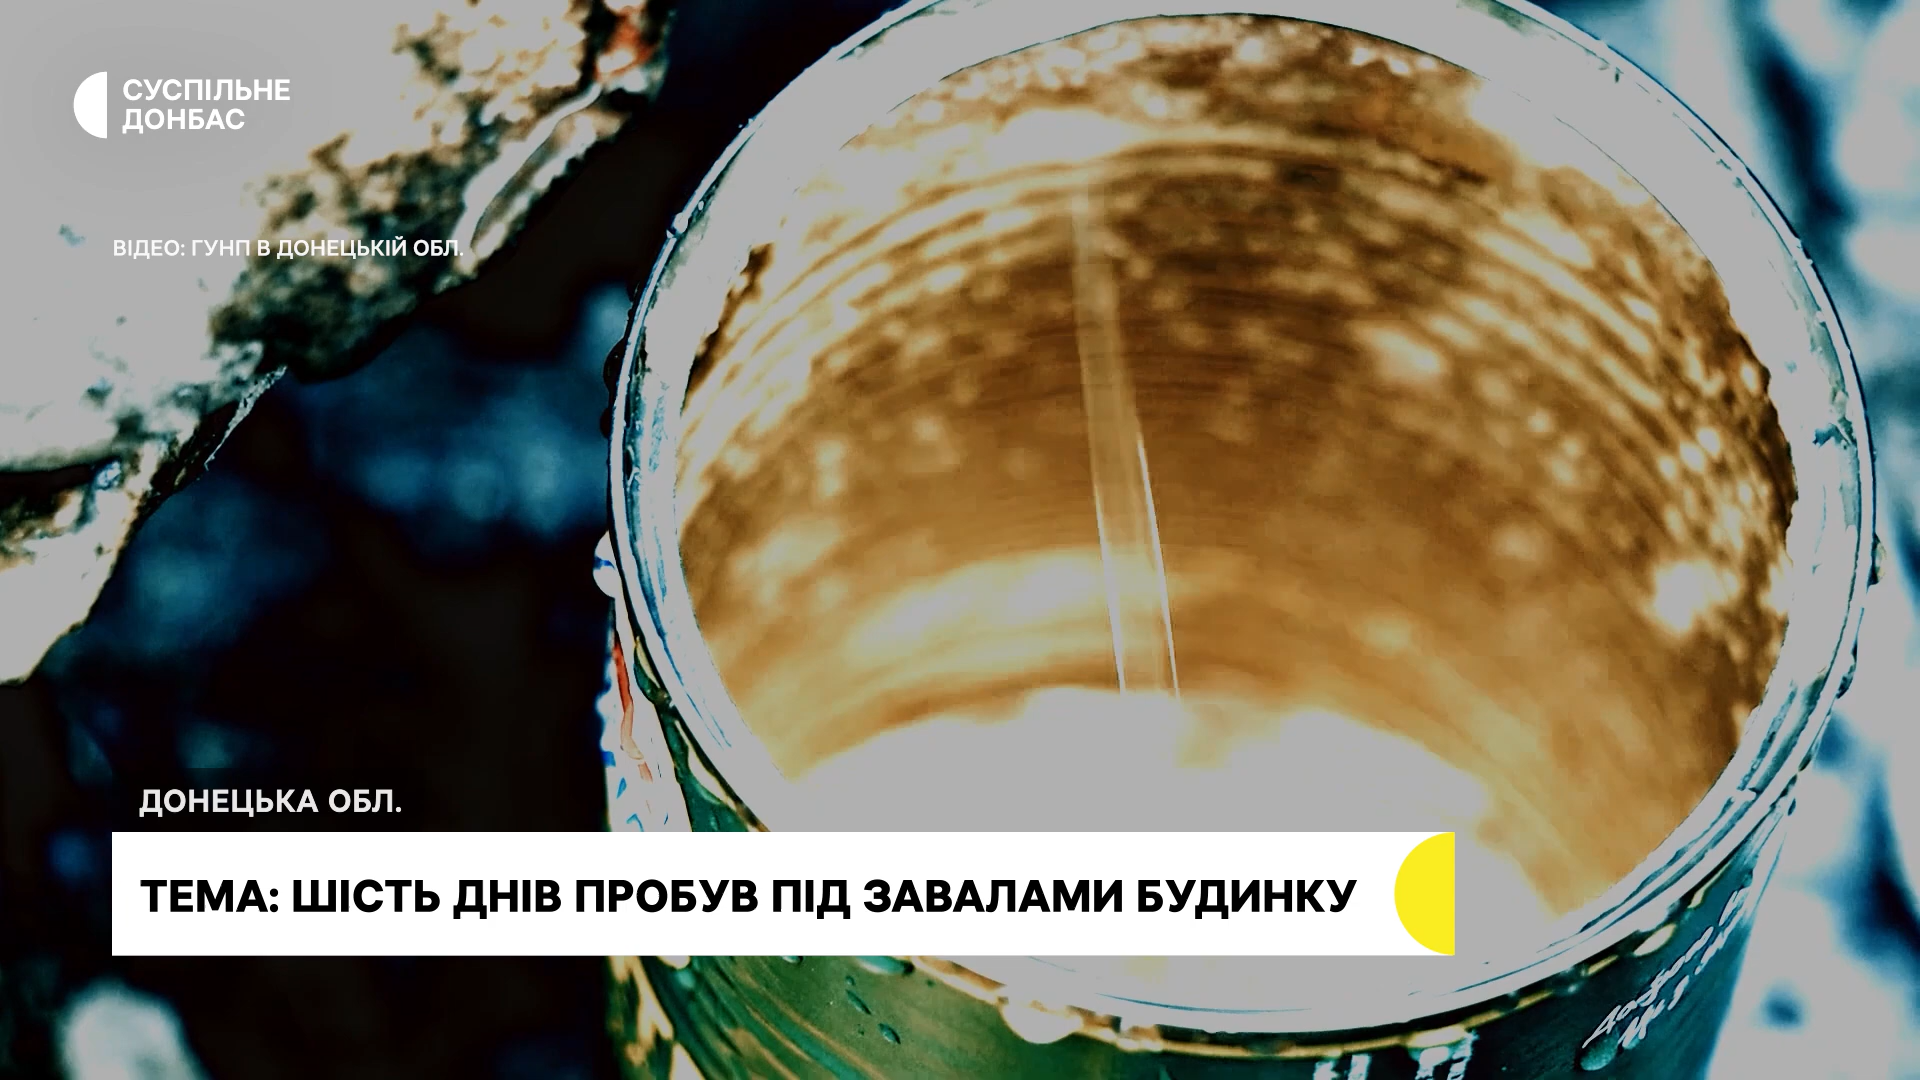 СУСПІЛЬНЕ
ДОНБАС
ВІДЕО: ГУНП В ДОНЕЦЬКІЙ ОБЛ.
ДОНЕЦЬКА ОБЛ.
ТЕМА: ШІСТЬ ДНІВ ПРОБУВ ПІД ЗАВАЛАМИ БУДИНКУ